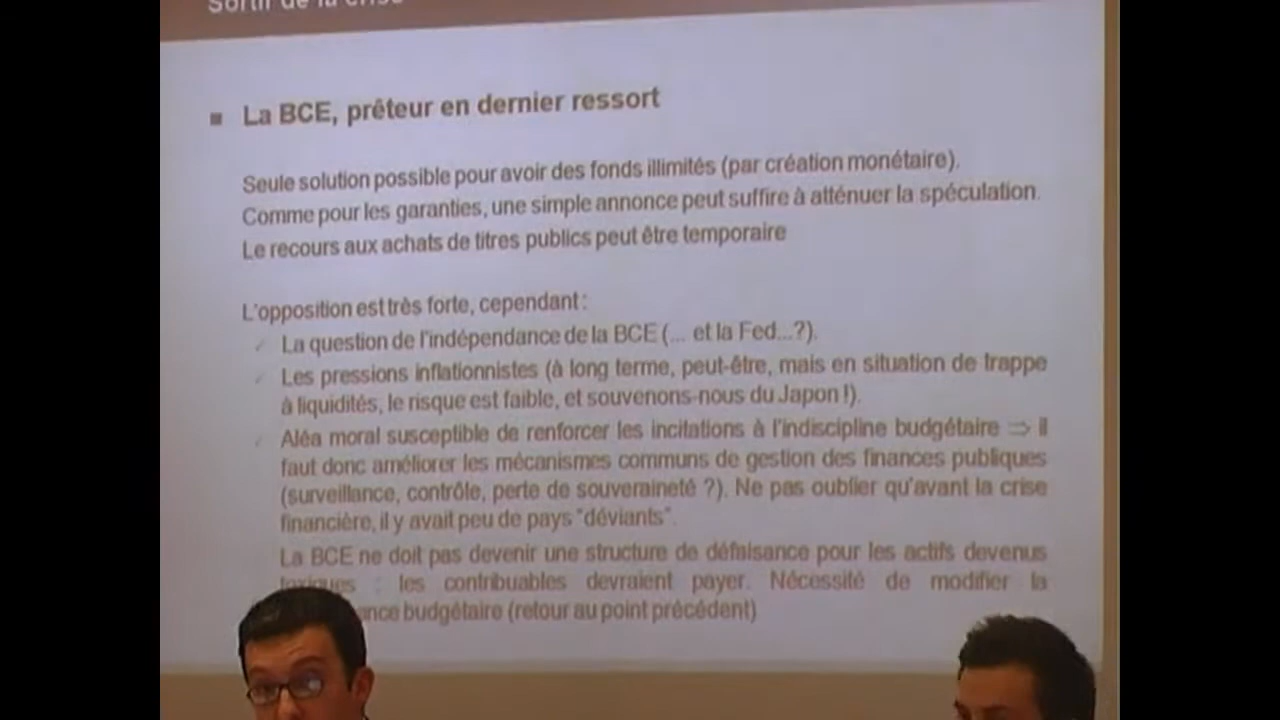 Sortir de la crise
■ La BCE, prêteur en dernier ressort
Seule solution possible pour avoir des fonds illimités (par création monétaire).
Comme pour les garanties, une simple annonce peut suffire à atténuer la spéculation.
Le recours aux achats de titres publics peut être temporaire
L'opposition est très forte, cependant :
✓ La question de l'indépendance de la BCE (... et la Fed...?).
✓ Les pressions inflationnistes (à long terme, peut-être, mais en situation de trappe
à liquidités, le risque est faible, et souvenons-nous du Japon !).
✓ Aléa moral susceptible de renforcer les incitations à l'indiscipline budgétaire ⇒ il
faut donc améliorer les mécanismes communs de gestion des finances publiques
(surveillance, contrôle, perte de souveraineté ?). Ne pas oublier qu'avant la crise
financière, il y avait peu de pays "déviants".
La BCE ne doit pas devenir une structure de défaisance pour les actifs devenus
toxiques : les contribuables devraient payer. Nécessité de modifier la
budgétaire (retour au point précédent)